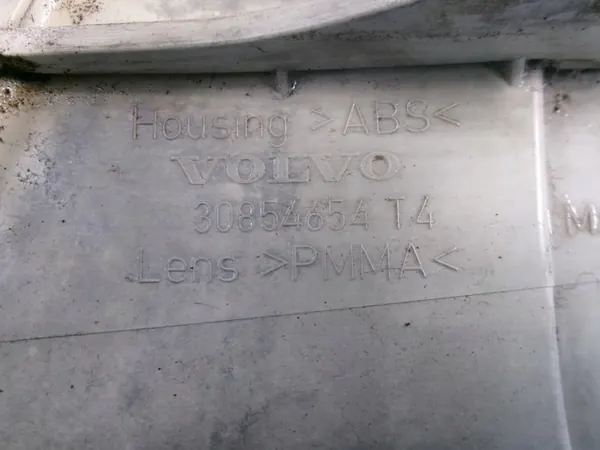 Housing >ABS<
VOLVO
30854654 T4
Lens >PMMA<
M